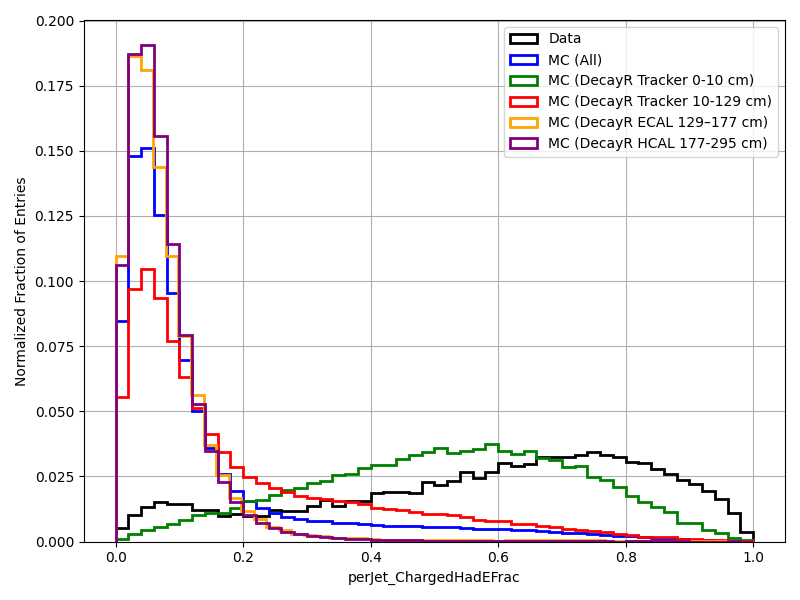 0.200
0.175
0.150
0.125
0.100
0.075
0.050
0.025
0.000
Normalized Fraction of Entries
Data
MC (All)
MC (DecayR Tracker 0-10 cm)
MC (DecayR Tracker 10-129 cm)
MC (DecayR ECAL 129–177 cm)
MC (DecayR HCAL 177-295 cm)
0.0 0.2 0.4 0.6 0.8 1.0
perJet_ChargedHadEFrac